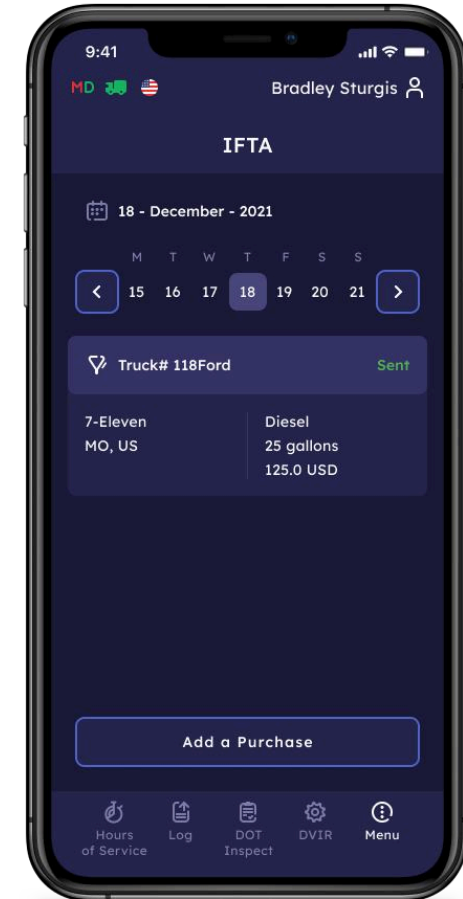 9:41
MD
Bradley Sturgis
IFTA
18 - December - 2021
M T W T F S S
15 16 17 18 19 20 21
Truck# 118Ford Sent
7-Eleven
MO, US
Diesel
25 gallons
125.0 USD
Add a Purchase
Hours
of Service
Log
DOT
Inspect
DVIR
Menu